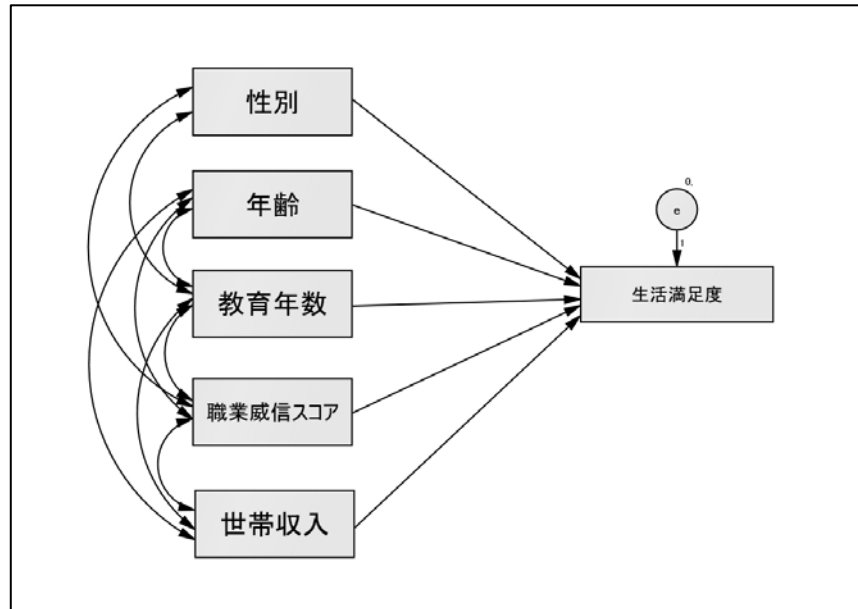 性別
年齢
教育年数
職業威信スコア
世帯収入
0,
e
1
生活満足度